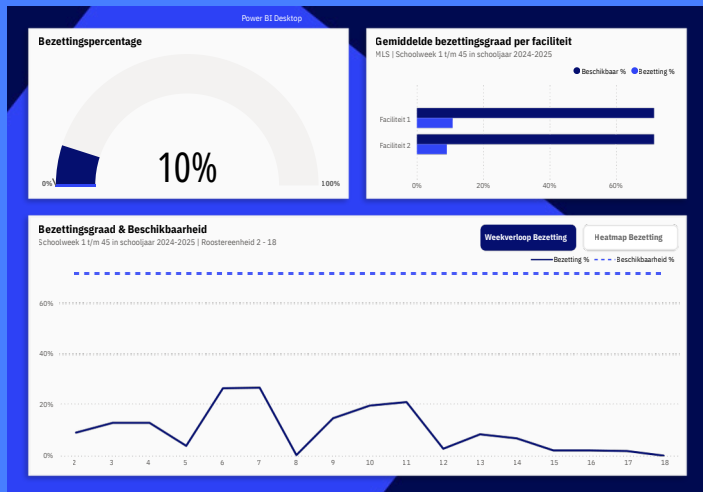 Power BI Desktop
Bezettingspercentage
10%
0%
100%
Gemiddelde bezettingsgraad per faciliteit
MLS | Schoolweek 1 t/m 45 in schooljaar 2024-2025
Beschikbaar % Bezetting %
Faciliteit 1
Faciliteit 2
0% 20% 40% 60%
Bezettingsgraad & Beschikbaarheid
Schoolweek 1 t/m 45 in schooljaar 2024-2025 | Roostereenheid 2 - 18
Weekverloop Bezetting
Heatmap Bezetting
Bezetting % Beschikbaarheid %
60%
40%
20%
0%
2 3 4 5 6 7 8 9 10 11 12 13 14 15 16 17 18